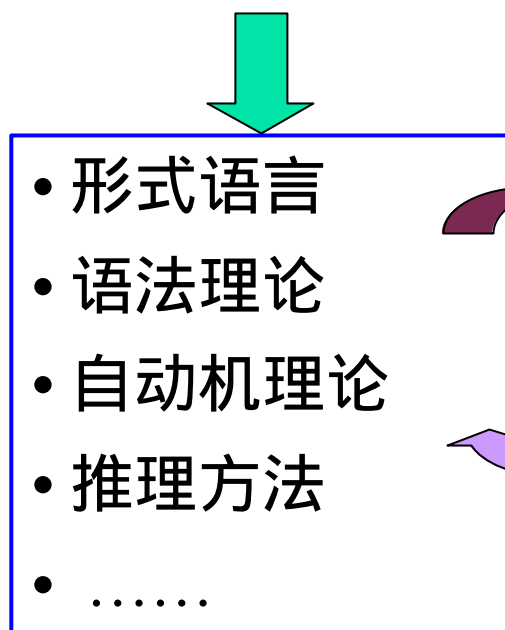 • 形式语言
• 语法理论
• 自动机理论
• 推理方法
• ......